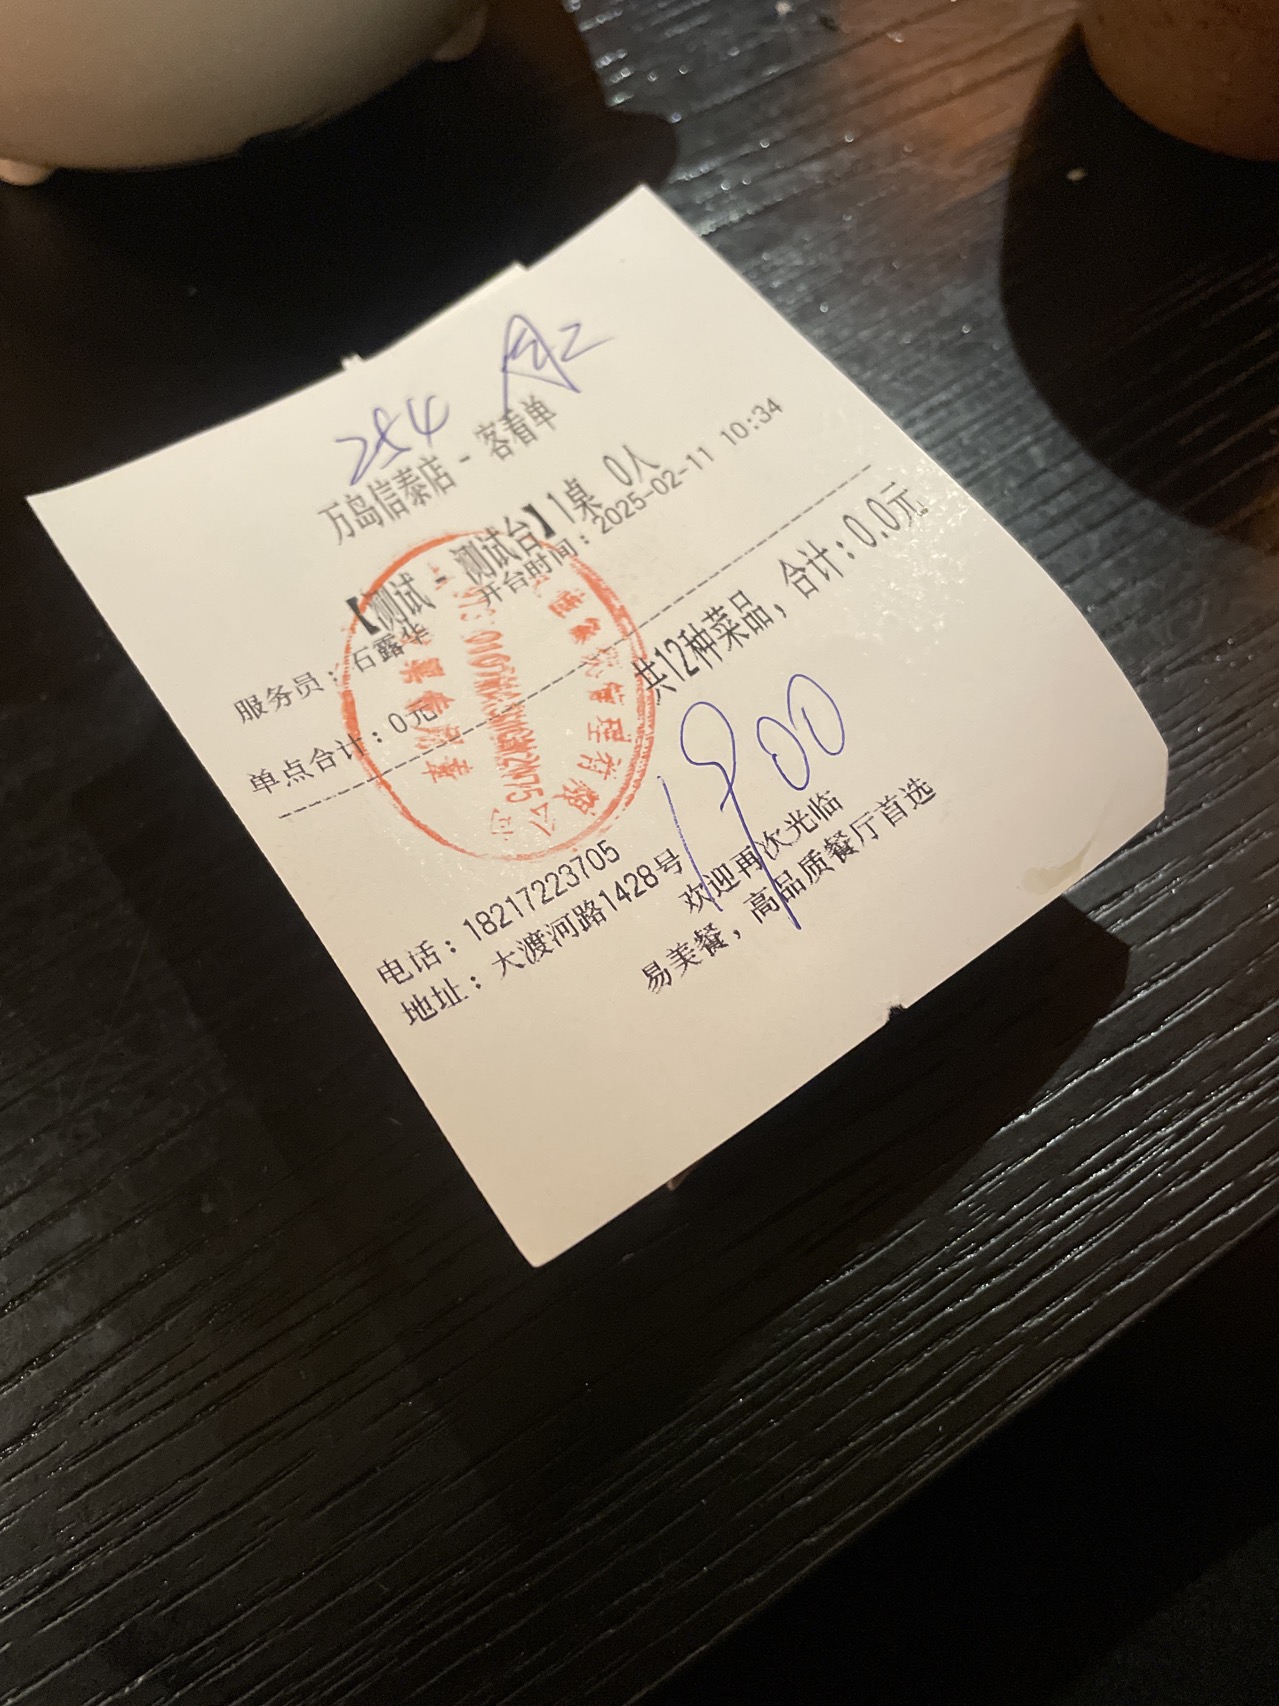 254
万岛信泰店 - 客看单
【测试 - 测试台】1桌 0人
开台时间：2025-02-11 10:34
服务员：石露华
单点合计：0元
共12种菜品，合计：0.0元
1900
电话：18217223705
地址：大渡河路1428号
欢迎再次光临
易美餐，高品质餐厅首选